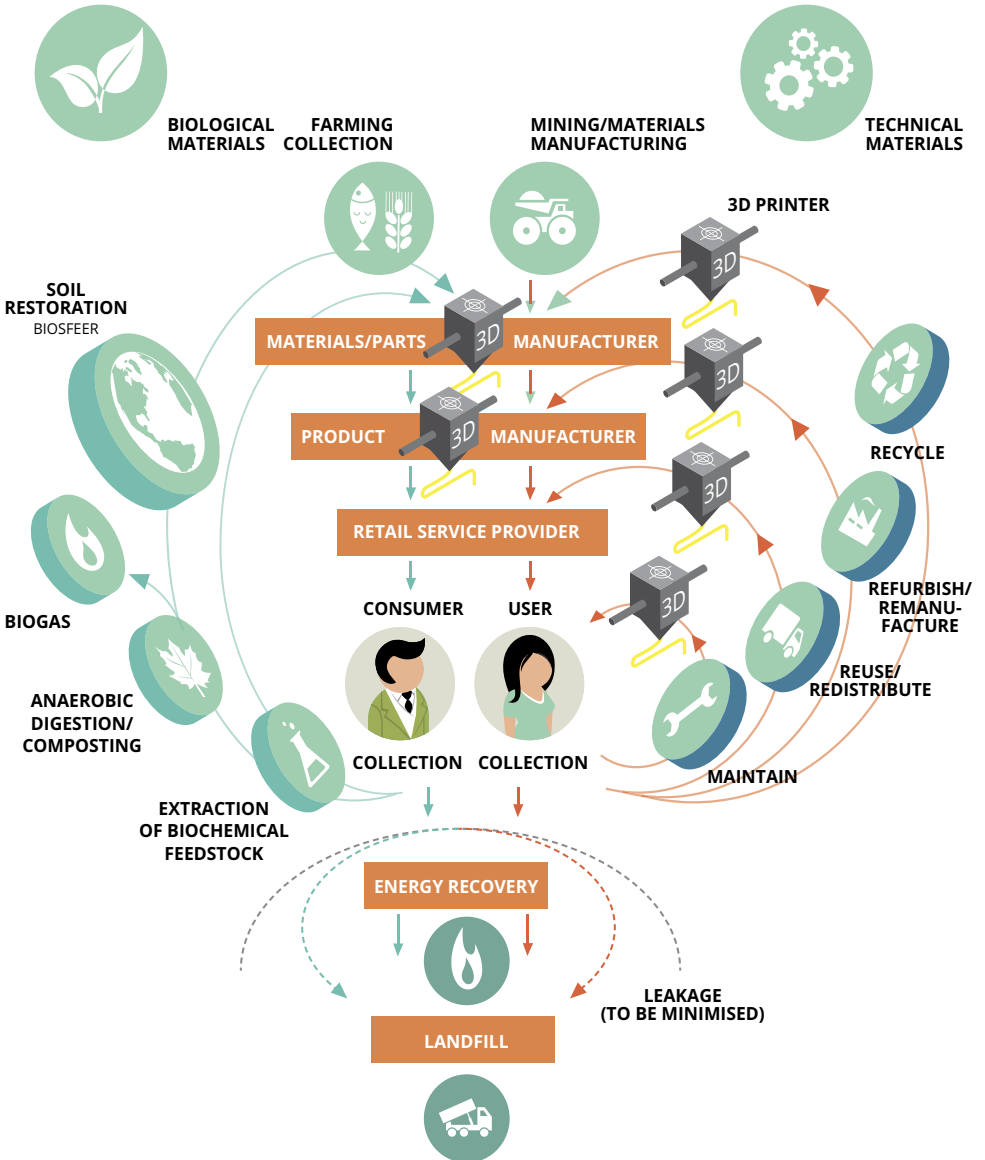 BIOLOGICAL
MATERIALS
FARMING
COLLECTION
MINING/MATERIALS
MANUFACTURING
TECHNICAL
MATERIALS
3D PRINTER
3D
SOIL
RESTORATION
BIOSFEER
MATERIALS/PARTS
3D
MANUFACTURER
3D
RECYCLE
PRODUCT
3D
MANUFACTURER
3D
RETAIL SERVICE PROVIDER
CONSUMER
USER
3D
REFURBISH/
REMANU-
FACTURE
BIOGAS
REUSE/
REDISTRIBUTE
ANAEROBIC
DIGESTION/
COMPOSTING
COLLECTION
COLLECTION
MAINTAIN
EXTRACTION
OF BIOCHEMICAL
FEEDSTOCK
ENERGY RECOVERY
LEAKAGE
(TO BE MINIMISED)
LANDFILL